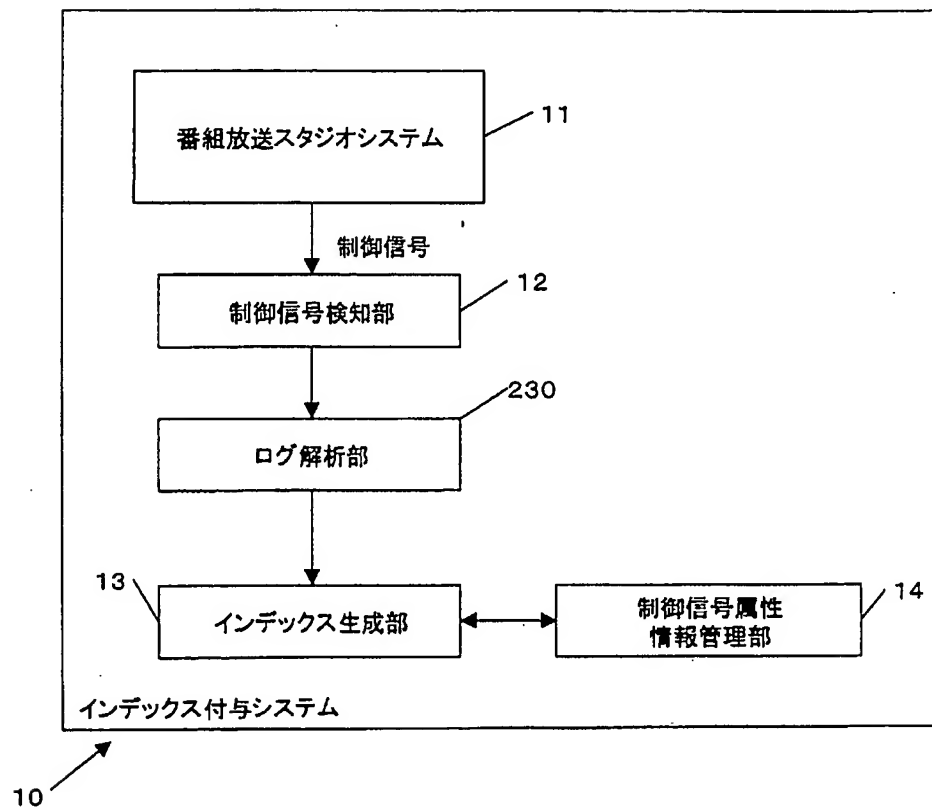 番組放送スタジオシステム
11
制御信号
制御信号検知部
12
ログ解析部
230
13
インデックス生成部
制御信号属性
情報管理部
14
インデックス付与システム
10